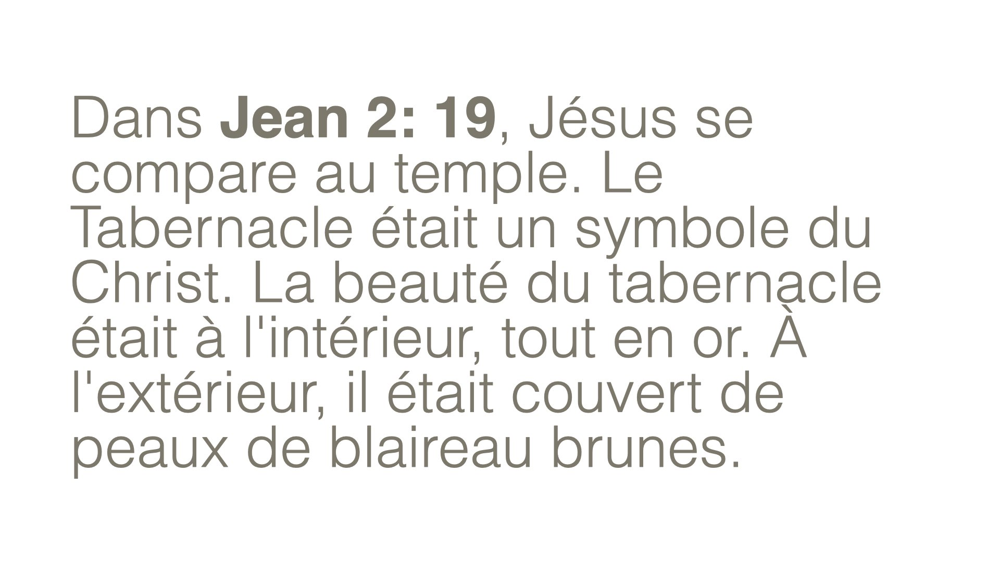 Dans Jean 2: 19, Jésus se
compare au temple. Le
Tabernacle était un symbole du
Christ. La beauté du tabernacle
était à l'intérieur, tout en or. À
l'extérieur, il était couvert de
peaux de blaireau brunes.